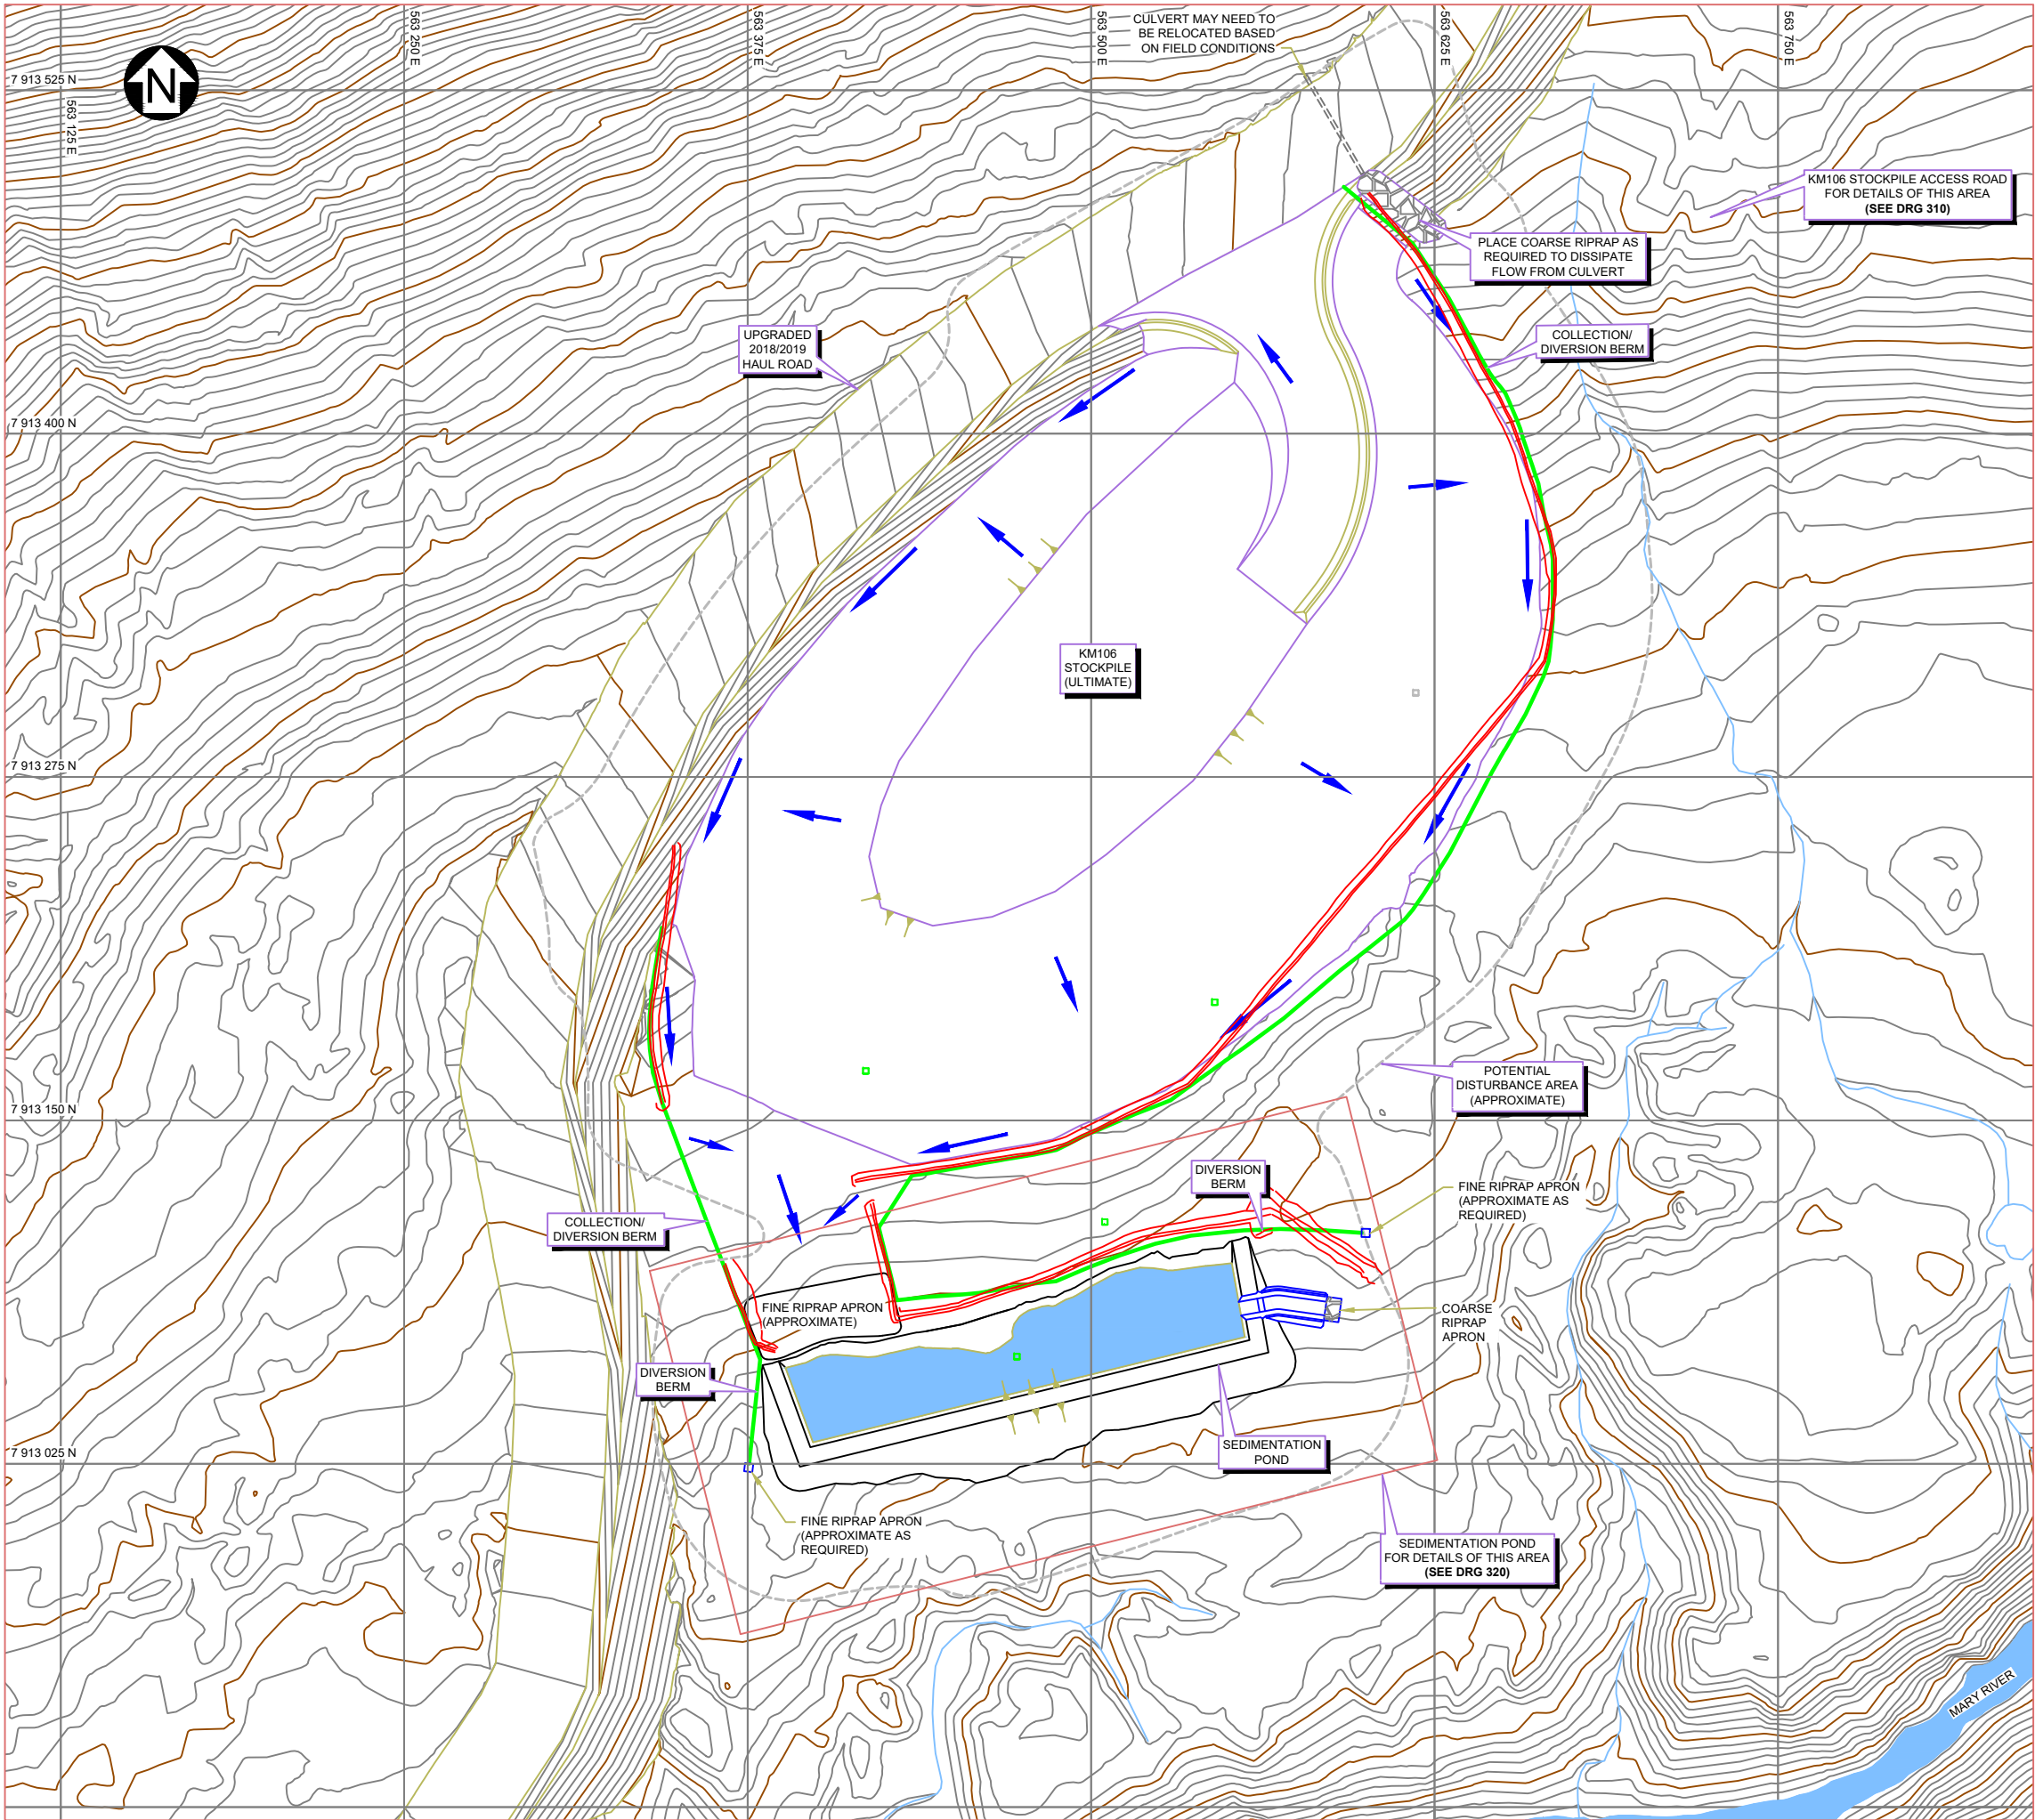 563 250 E
563 375 E
CULVERT MAY NEED TO
BE RELOCATED BASED
ON FIELD CONDITIONS
563 500 E
563 625 E
563 750 E
7 913 525 N
563 125 E
N
KM106 STOCKPILE ACCESS ROAD
FOR DETAILS OF THIS AREA
(SEE DRG 310)
PLACE COARSE RIPRAP AS
REQUIRED TO DISSIPATE
FLOW FROM CULVERT
UPGRADED
2018/2019
HAUL ROAD
COLLECTION/
DIVERSION BERM
7 913 400 N
KM106
STOCKPILE
(ULTIMATE)
7 913 275 N
POTENTIAL
DISTURBANCE AREA
(APPROXIMATE)
7 913 150 N
DIVERSION
BERM
FINE RIPRAP APRON
(APPROXIMATE AS
REQUIRED)
COLLECTION/
DIVERSION BERM
FINE RIPRAP APRON
(APPROXIMATE)
COARSE
RIPRAP
APRON
DIVERSION
BERM
SEDIMENTATION
POND
7 913 025 N
FINE RIPRAP APRON
(APPROXIMATE AS
REQUIRED)
SEDIMENTATION POND
FOR DETAILS OF THIS AREA
(SEE DRG 320)
MARY RIVER